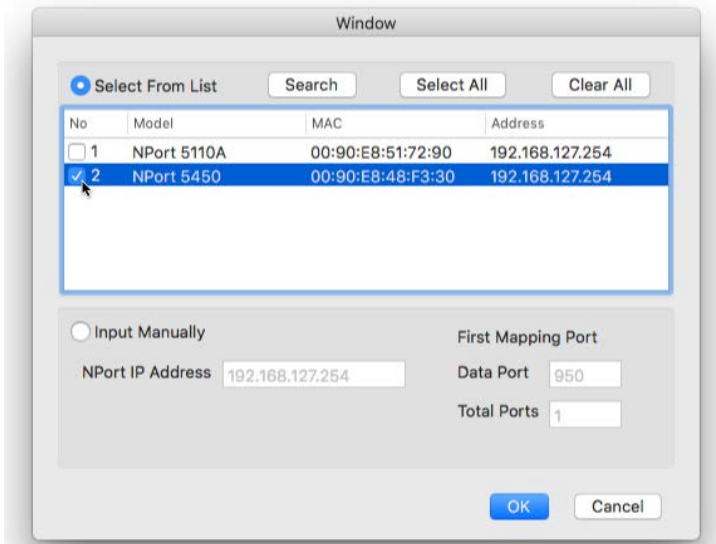 Window
Select From List Search Select All Clear All
No Model MAC Address
1 NPort 5110A 00:90:E8:51:72:90 192.168.127.254
2 NPort 5450 00:90:E8:48:F3:30 192.168.127.254
Input Manually
First Mapping Port
NPort IP Address 192.168.127.254 Data Port 950
Total Ports 1
OK Cancel